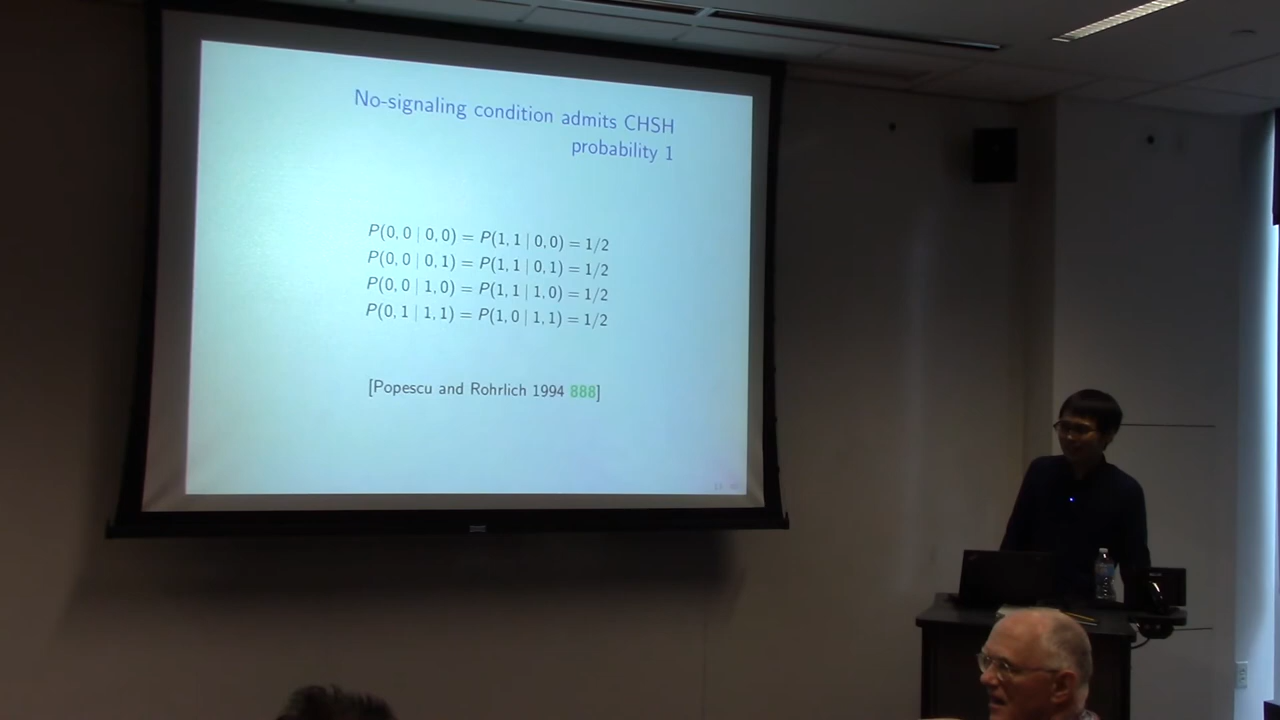 No-signaling condition admits CHSH
probability 1
P(0, 0 | 0, 0) = P(1, 1 | 0, 0) = 1/2
P(0, 0 | 0, 1) = P(1, 1 | 0, 1) = 1/2
P(0, 0 | 1, 0) = P(1, 1 | 1, 0) = 1/2
P(0, 1 | 1, 1) = P(1, 0 | 1, 1) = 1/2
[Popescu and Rohrlich 1994 888]